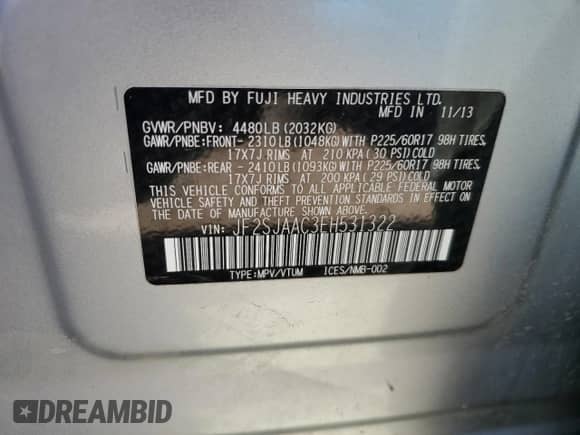 MFD BY FUJI HEAVY INDUSTRIES LTD.
MFD IN 11/13
GVWR/PNBV: 4480LB (2032KG)
GAWR/PNBE:FRONT- 2310LB (1048KG) WITH P225/60R17 98H TIRES,
17X7J RIMS AT 210 KPA (30 PSI) COLD
GAWR/PNBE:REAR - 2410LB (1093KG) WITH P225/60R17 98H TIRES,
17X7J RIMS AT 200 KPA (29 PSI) COLD
THIS VEHICLE CONFORMS TO ALL APPLICABLE FEDERAL MOTOR
VEHICLE SAFETY AND THEFT PREVENTION STANDARDS IN EFFECT ON
THE DATE OF MANUFACTURE SHOWN ABOVE.
VIN: JF2SJAAC3EH531322
TYPE:MPV/VTUM ICES/NMB-002
DREAMBID